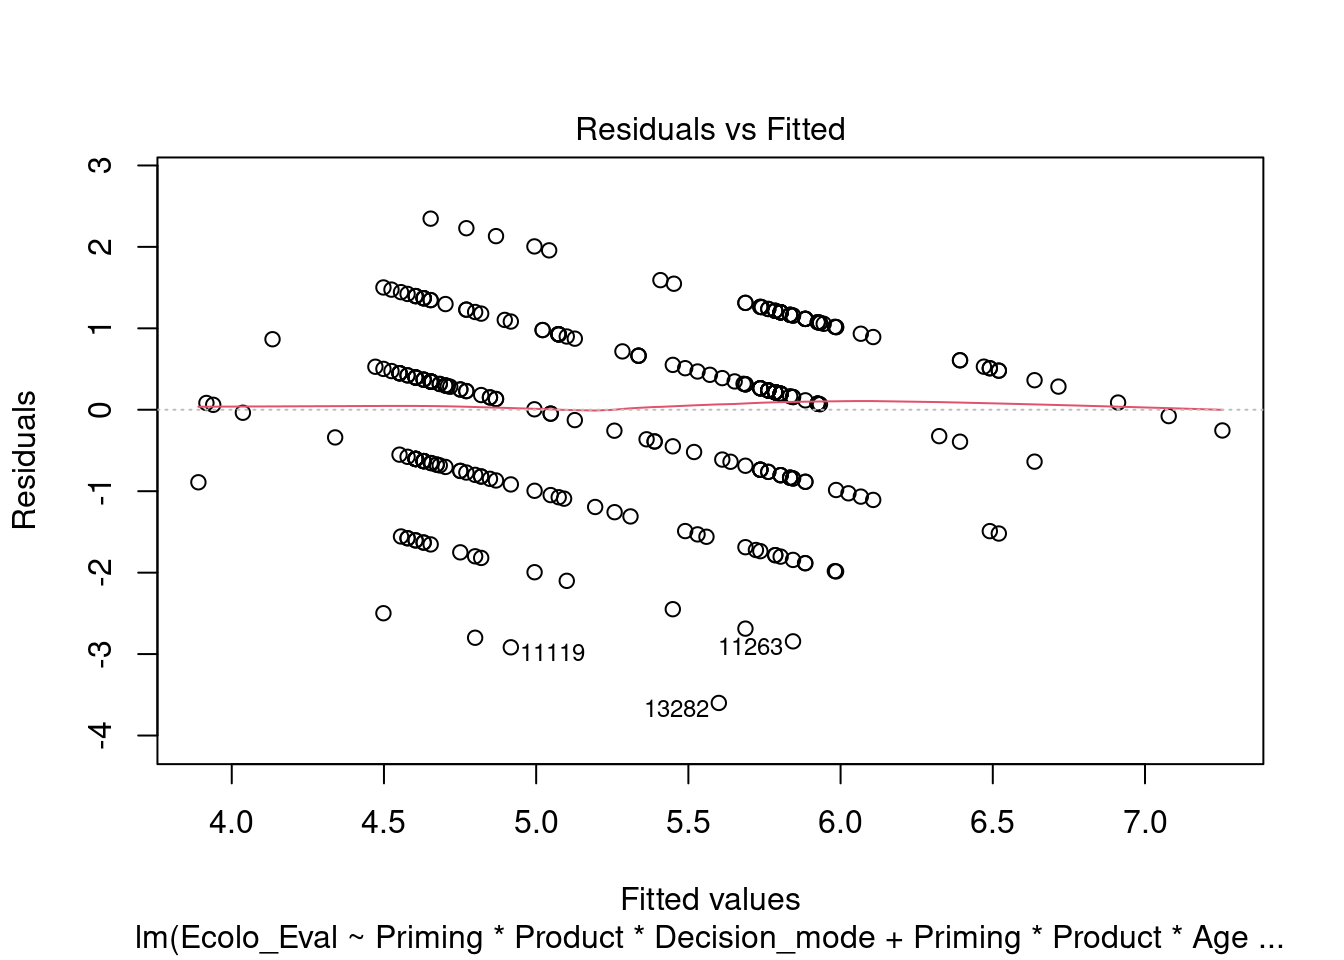 Residuals vs Fitted
3
2
1
0
-1
-2
-3
-4
Residuals
11119
11263
13282
4.0 4.5 5.0 5.5 6.0 6.5 7.0
Fitted values
lm(Ecolo_Eval ~ Priming * Product * Decision_mode + Priming * Product * Age ...